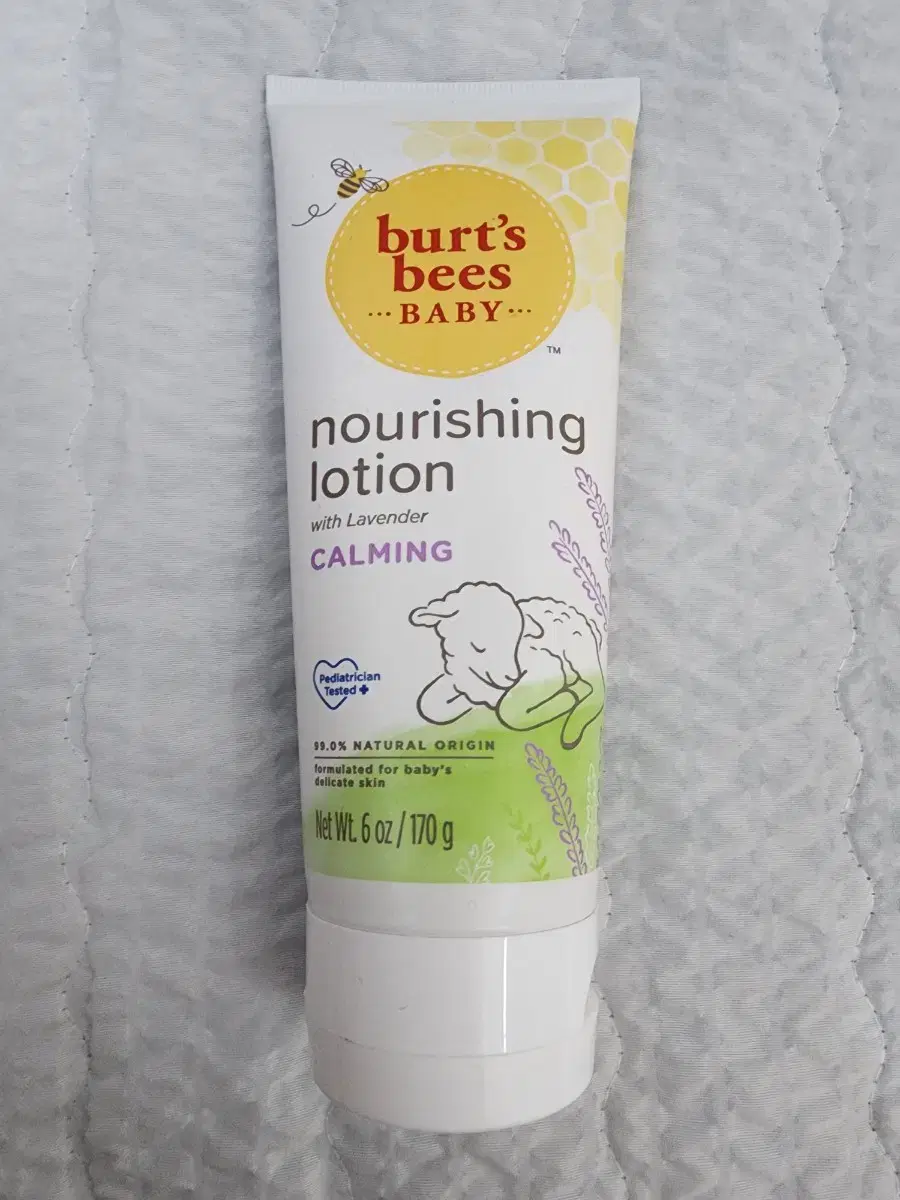 burt's
bees
···BABY···
TM
nourishing
lotion
with Lavender
CALMING
Pediatrician
Tested
99.0% NATURAL ORIGIN
formulated for baby's
delicate skin
Net Wt. 6 oz / 170 g